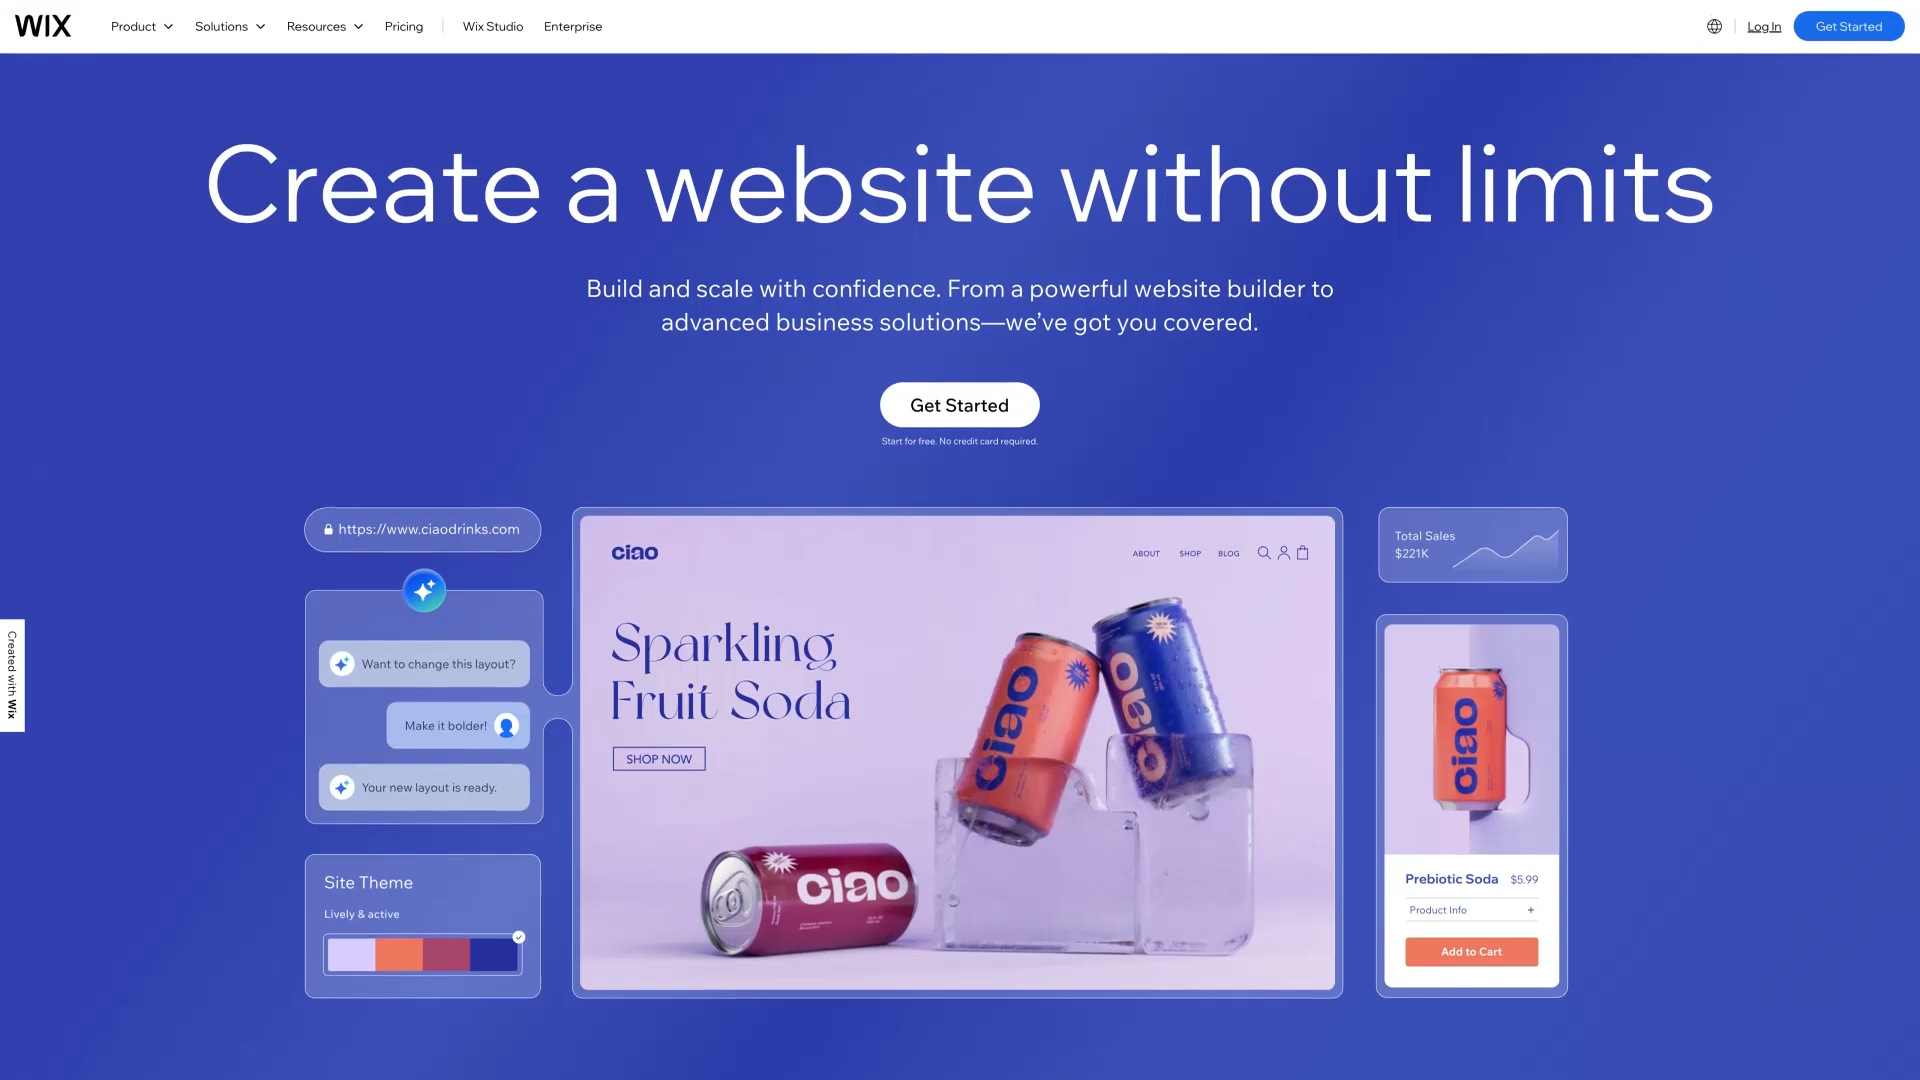 WIX
Product
Solutions
Resources
Pricing
Wix Studio
Enterprise
Log In
Get Started
Create a website without limits
Build and scale with confidence. From a powerful website builder to
advanced business solutions—we’ve got you covered.
Get Started
Start for free. No credit card required.
https://www.ciaodrinks.com
Want to change this layout?
Make it bolder!
Your new layout is ready.
Site Theme
Lively & active
ciao
ABOUT
SHOP
BLOG
Sparkling
Fruit Soda
SHOP NOW
ciao
ciao
ciao
Total Sales
$221K
ciao
Prebiotic Soda $5.99
Product Info +
Add to Cart
Created with Wix